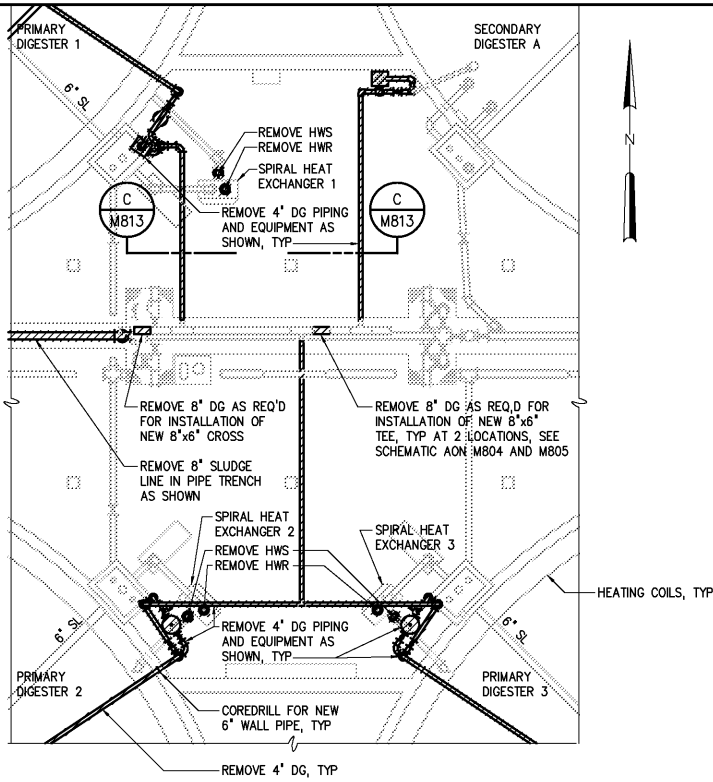 PRIMARY
DIGESTER 1
SECONDARY
DIGESTER A
6" SL
N
REMOVE HWS
REMOVE HWR
SPIRAL HEAT
EXCHANGER 1
C
M813
C
M813
REMOVE 4" DG PIPING
AND EQUIPMENT AS
SHOWN, TYP
REMOVE 8" DG AS REQ'D
FOR INSTALLATION OF
NEW 8"x6" CROSS
REMOVE 8" DG AS REQ,D FOR
INSTALLATION OF NEW 8"x6"
TEE, TYP AT 2 LOCATIONS, SEE
SCHEMATIC AON M804 AND M805
REMOVE 8" SLUDGE
LINE IN PIPE TRENCH
AS SHOWN
SPIRAL HEAT
EXCHANGER 2
SPIRAL HEAT
EXCHANGER 3
REMOVE HWS
REMOVE HWR
HEATING COILS, TYP
6" SL
6" SL
REMOVE 4" DG PIPING
AND EQUIPMENT AS
SHOWN, TYP
PRIMARY
DIGESTER 2
PRIMARY
DIGESTER 3
COREDRILL FOR NEW
6" WALL PIPE, TYP
REMOVE 4" DG, TYP